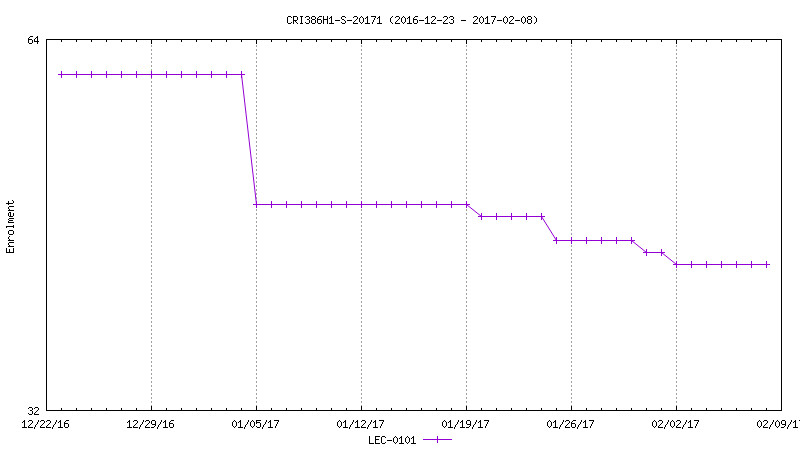 CRI386H1-S-20171 (2016-12-23 - 2017-02-08)
64
Enrolment
32
12/22/16 12/29/16 01/05/17 01/12/17 01/19/17 01/26/17 02/02/17 02/09/1
LEC-0101